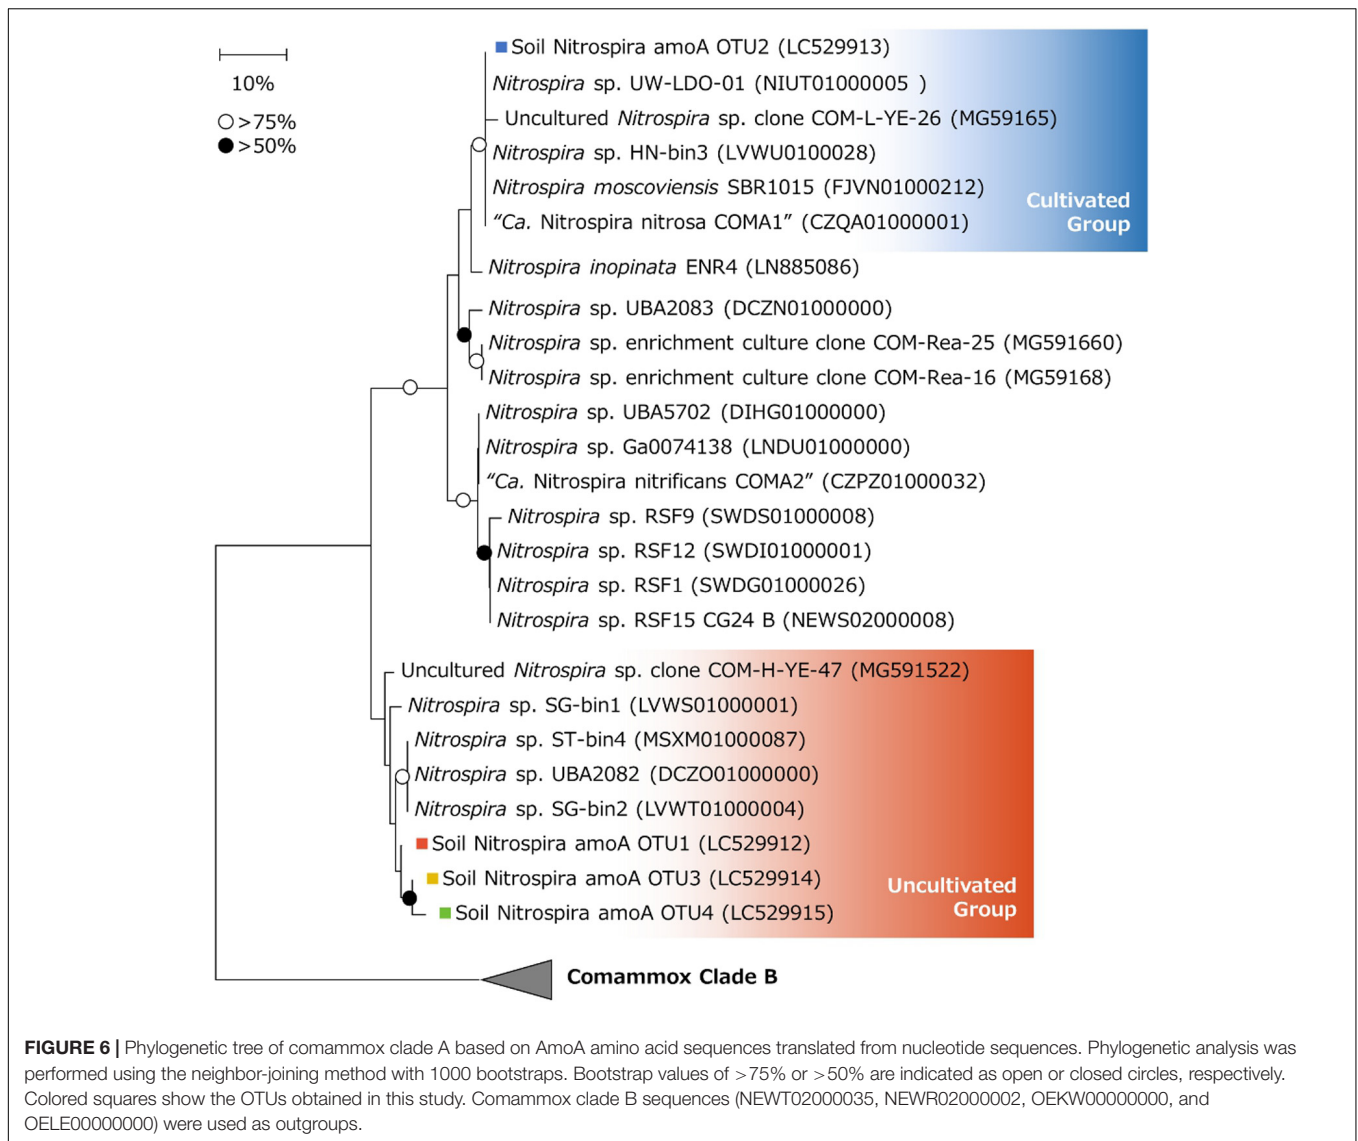 10%
>75%
>50%
Soil Nitrospira amoA OTU2 (LC529913)
Nitrospira sp. UW-LDO-01 (NIUT01000005 )
Uncultured Nitrospira sp. clone COM-L-YE-26 (MG59165)
Nitrospira sp. HN-bin3 (LVWU0100028)
Nitrospira moscoviensis SBR1015 (FJVN01000212)
“Ca. Nitrospira nitrosa COMA1” (CZQA01000001)
Cultivated
Group
Nitrospira inopinata ENR4 (LN885086)
Nitrospira sp. UBA2083 (DCZN01000000)
Nitrospira sp. enrichment culture clone COM-Rea-25 (MG591660)
Nitrospira sp. enrichment culture clone COM-Rea-16 (MG59168)
Nitrospira sp. UBA5702 (DIHG01000000)
Nitrospira sp. Ga0074138 (LNDU01000000)
“Ca. Nitrospira nitrificans COMA2” (CZPZ01000032)
Nitrospira sp. RSF9 (SWDS01000008)
Nitrospira sp. RSF12 (SWDI01000001)
Nitrospira sp. RSF1 (SWDG01000026)
Nitrospira sp. RSF15 CG24 B (NEWS02000008)
Uncultured Nitrospira sp. clone COM-H-YE-47 (MG591522)
Nitrospira sp. SG-bin1 (LVWS01000001)
Nitrospira sp. ST-bin4 (MSXM01000087)
Nitrospira sp. UBA2082 (DCZO01000000)
Nitrospira sp. SG-bin2 (LVWT01000004)
Soil Nitrospira amoA OTU1 (LC529912)
Soil Nitrospira amoA OTU3 (LC529914)
Soil Nitrospira amoA OTU4 (LC529915)
Uncultivated
Group
Comammox Clade B
FIGURE 6 | Phylogenetic tree of comammox clade A based on AmoA amino acid sequences translated from nucleotide sequences. Phylogenetic analysis was
performed using the neighbor-joining method with 1000 bootstraps. Bootstrap values of >75% or >50% are indicated as open or closed circles, respectively.
Colored squares show the OTUs obtained in this study. Comammox clade B sequences (NEWT02000035, NEWR02000002, OEKW00000000, and
OELE00000000) were used as outgroups.